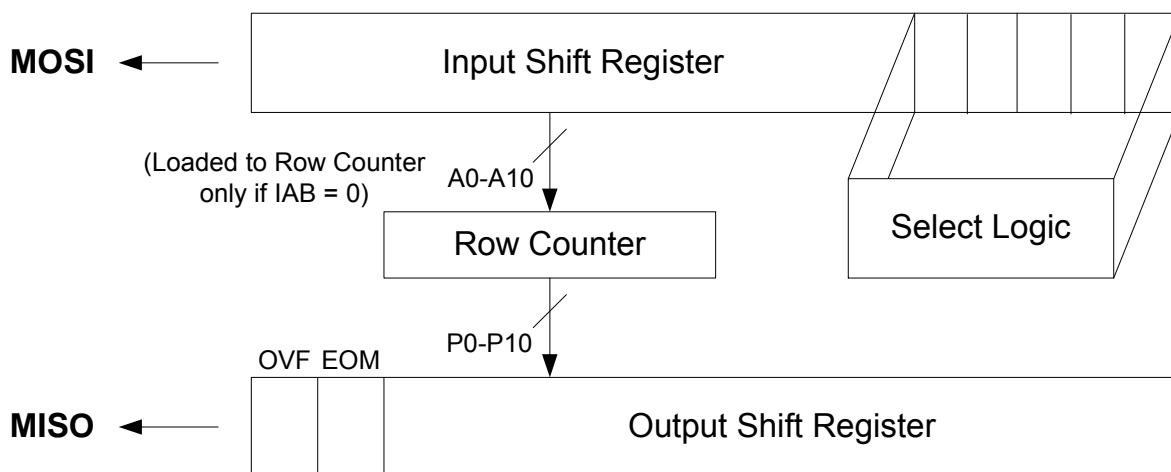 MOSI
Input Shift Register
(Loaded to Row Counter
only if IAB = 0)
A0-A10
Row Counter
Select Logic
P0-P10
OVF EOM
MISO
Output Shift Register